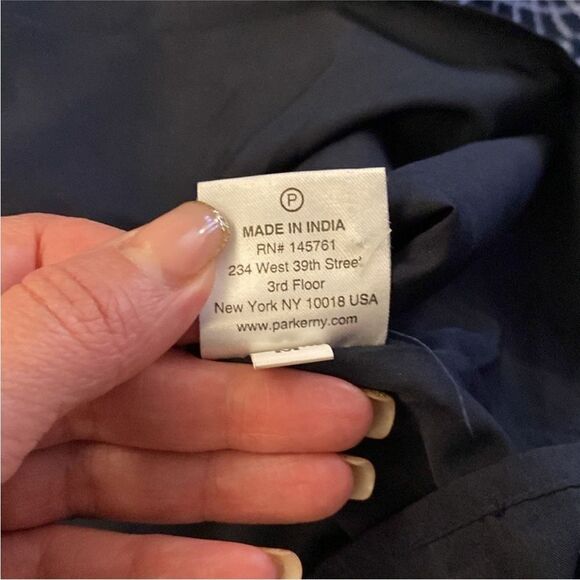 P
MADE IN INDIA
RN# 145761
234 West 39th Street
3rd Floor
New York NY 10018 USA
www.parkerny.com